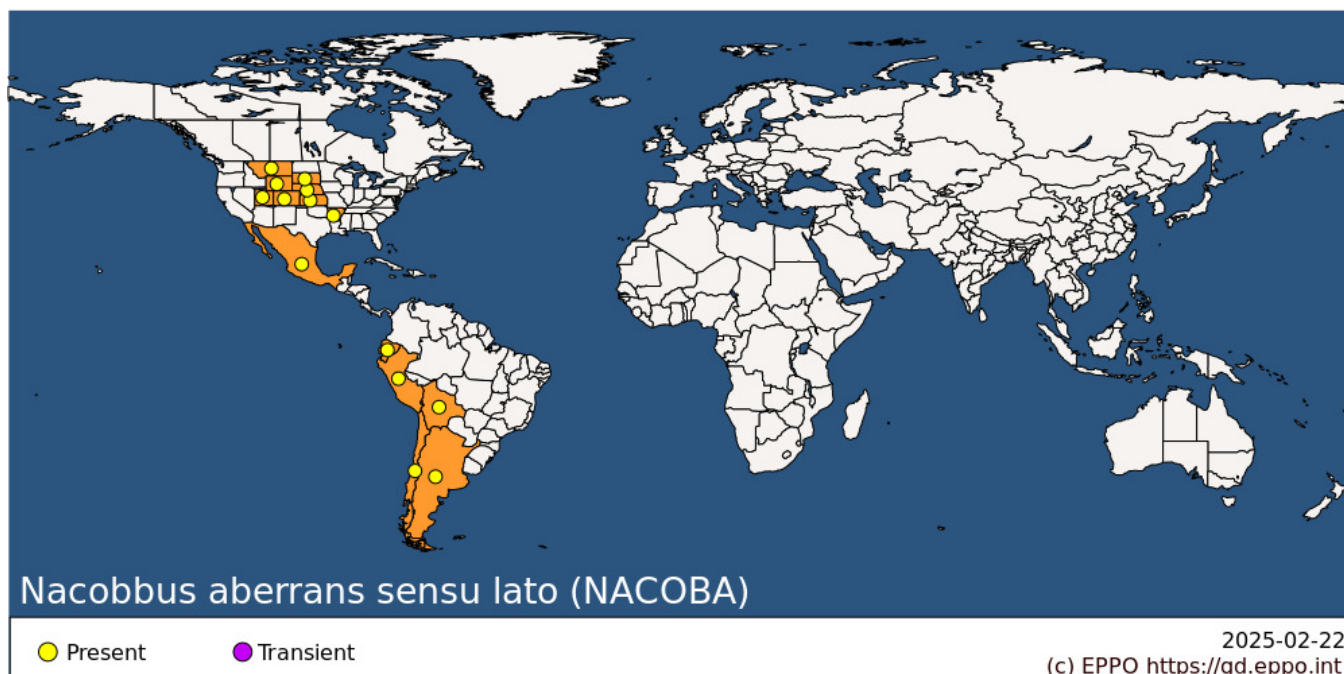 Nacobbus aberrans sensu lato (NACOBA)
Present
Transient
2025-02-22
(c) EPPO https://gd.eppo.int